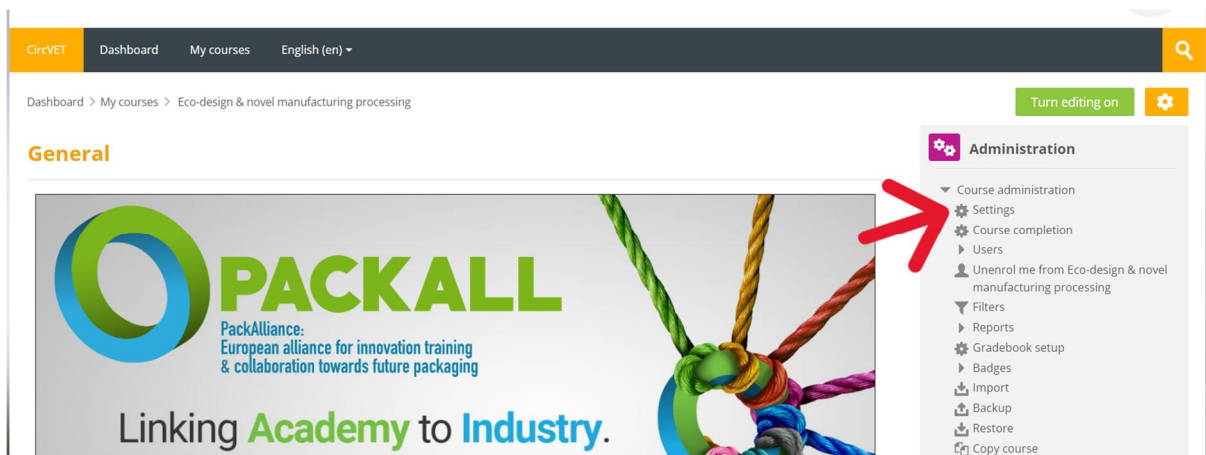 CircVET Dashboard My courses English (en)
Dashboard > My courses > Eco-design & novel manufacturing processing
Turn editing on
General
PACKALL
PackAlliance:
European alliance for innovation training
& collaboration towards future packaging
Linking Academy to Industry.
Administration
Course administration
Settings
Course completion
Users
Unenrol me from Eco-design & novel
manufacturing processing
Filters
Reports
Gradebook setup
Badges
Import
Backup
Restore
Copy course